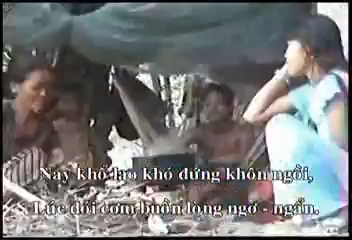 Nay khổ lao khó đứng khôn ngồi,
Lúc đói cơm buồn lòng ngơ - ngẩn.